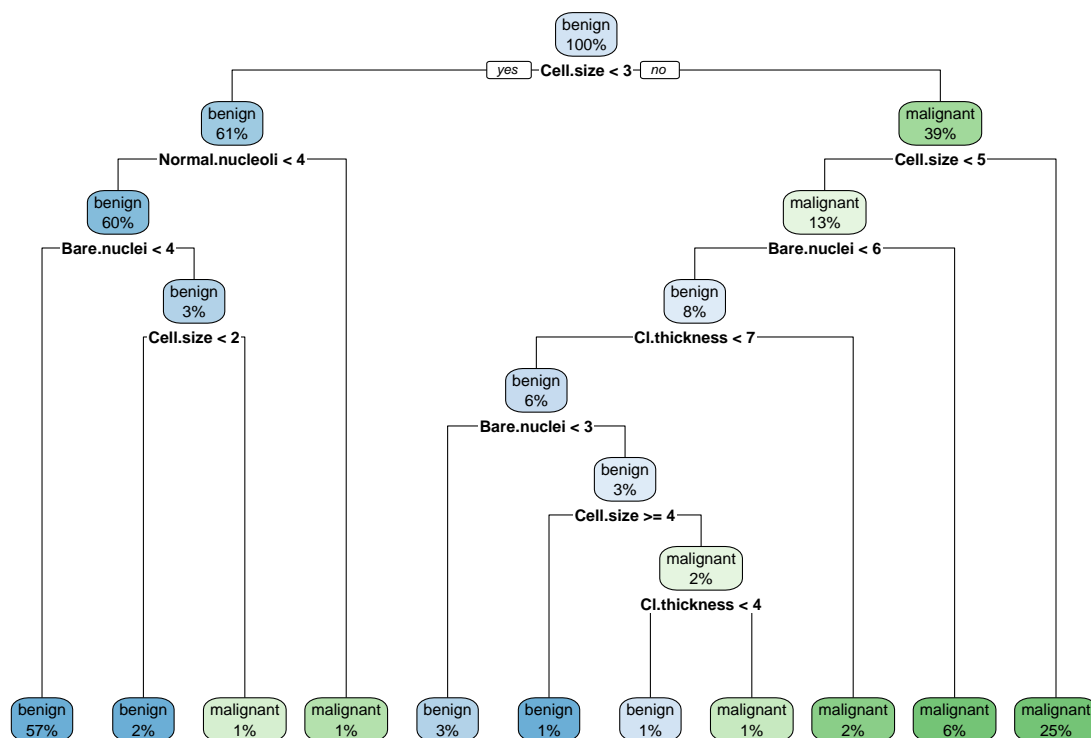 benign
100%
yes Cell.size < 3 no
benign
61%
malignant
39%
Normal.nucleoli < 4
Cell.size < 5
benign
60%
malignant
13%
Bare.nuclei < 4
Bare.nuclei < 6
benign
3%
benign
8%
Cell.size < 2
Cl.thickness < 7
benign
6%
Bare.nuclei < 3
benign
3%
Cell.size >= 4
malignant
2%
Cl.thickness < 4
benign
57%
benign
2%
malignant
1%
malignant
1%
benign
3%
benign
1%
benign
1%
malignant
1%
malignant
2%
malignant
6%
malignant
25%